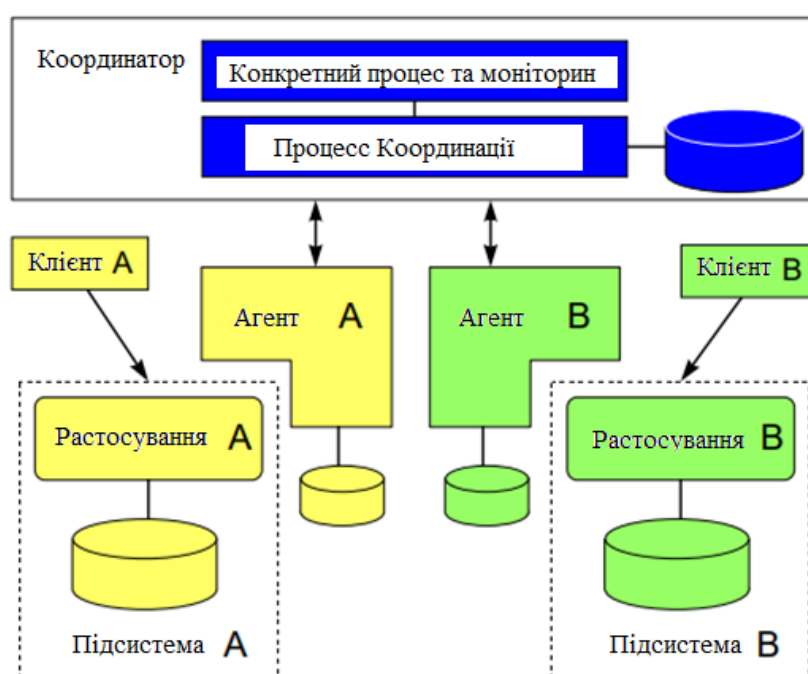 Координатор
Конкретний процес та моніторин
Процесс Координації
Клієнт A
Клієнт B
Агент A
Агент B
Растосування A
Растосування B
Підсистема A
Підсистема B